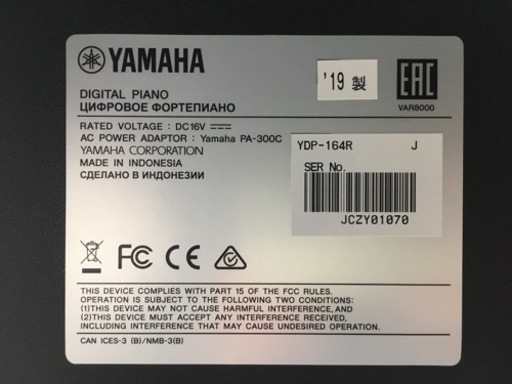 YAMAHA
'19 製
EAC
VAR8000
DIGITAL PIANO
ЦИФРОВОЕ ФОРТЕПИАНО
RATED VOLTAGE : DC16V
AC POWER ADAPTOR : Yamaha PA-300C
YAMAHA CORPORATION
MADE IN INDONESIA
СДЕЛАНО В ИНДОНЕЗИИ
YDP-164R J
SER No.
JCZY01070
FC CE
THIS DEVICE COMPLIES WITH PART 15 OF THE FCC RULES.
OPERATION IS SUBJECT TO THE FOLLOWING TWO CONDITIONS:
(1)THIS DEVICE MAY NOT CAUSE HARMFUL INTERFERENCE, AND
(2)THIS DEVICE MUST ACCEPT ANY INTERFERENCE RECEIVED,
INCLUDING INTERFERENCE THAT MAY CAUSE UNDESIRED OPERATION.
CAN ICES-3 (B)/NMB-3(B)